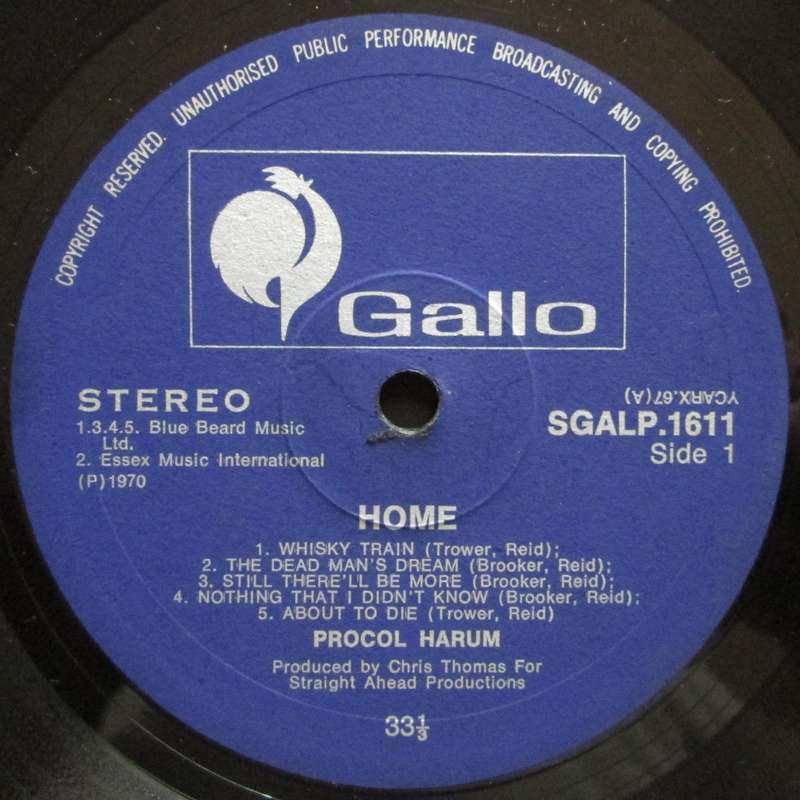 COPYRIGHT RESERVED. UNAUTHORISED PUBLIC PERFORMANCE BROADCASTING AND COPYING PROHIBITED.
Gallo
STEREO
1.3.4.5. Blue Beard Music
Ltd.
2. Essex Music International
(P)1970
YCARX.67(A)
SGALP.1611
Side 1
HOME
1. WHISKY TRAIN (Trower, Reid);
2. THE DEAD MAN'S DREAM (Brooker, Reid);
3. STILL THERE'LL BE MORE (Brooker, Reid);
4. NOTHING THAT I DIDN'T KNOW (Brooker, Reid);
5. ABOUT TO DIE (Trower, Reid)
PROCOL HARUM
Produced by Chris Thomas For
Straight Ahead Productions
33⅓